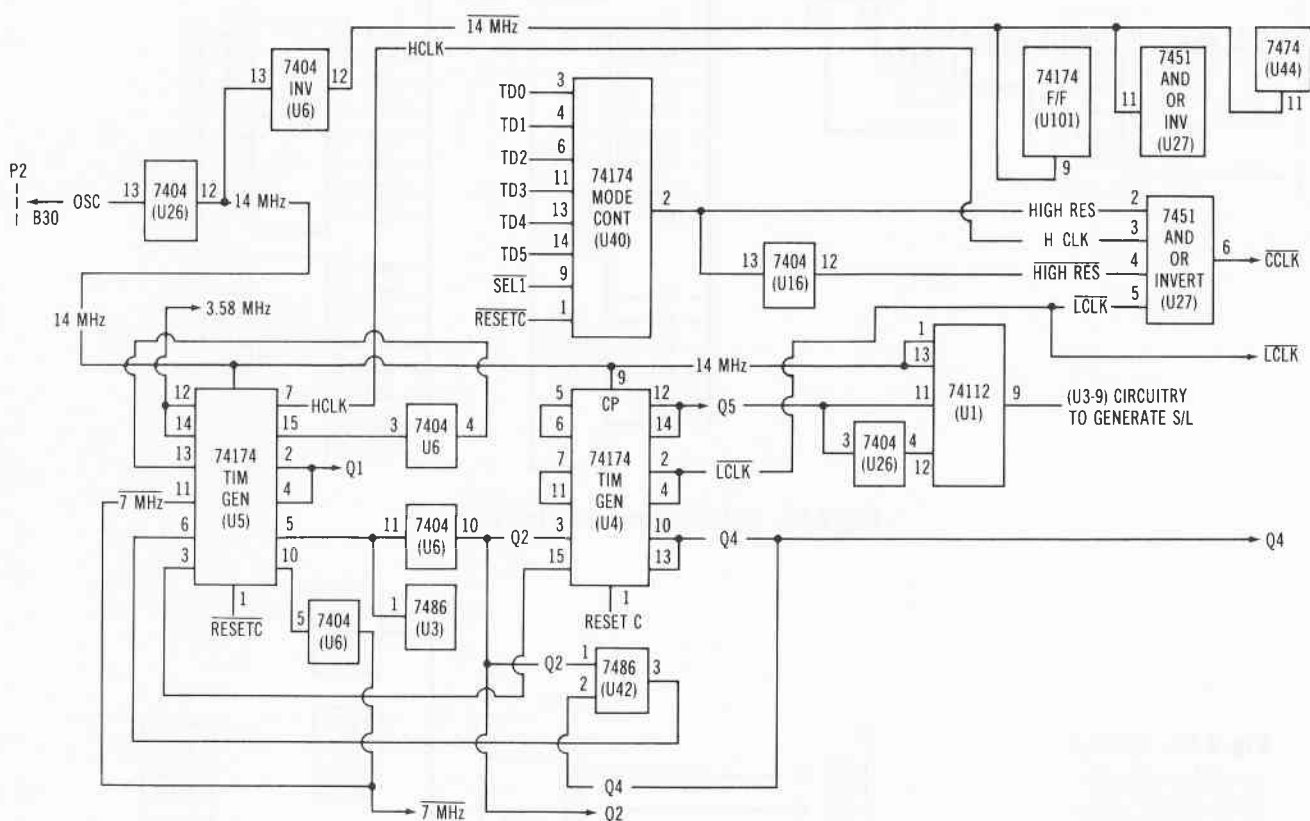 14 MHz
HCLK
7404
INV
(U6)
13
12
P2
B30
OSC
13
7404
(U26)
12
14 MHz
TD0
TD1
TD2
TD3
TD4
TD5
SEL1
RESETC
3
4
6
11
13
14
9
1
74174
MODE
CONT
(U40)
2
74174
F/F
(U101)
9
11
7451
AND
OR
INV
(U27)
7474
(U44)
11
13
7404
(U16)
12
HIGH RES
H CLK
HIGH RES
LCLK
2
3
4
5
7451
AND
OR
INVERT
(U27)
6
CCLK
LCLK
14 MHz
3.58 MHz
12
14
13
11
6
3
7 MHz
74174
TIM
GEN
(U5)
7
15
2
4
5
10
1
RESETC
HCLK
Q1
3
7404
U6
4
11
7404
(U6)
10
1
7486
(U3)
5
7404
(U6)
Q2
9
CP
5
6
7
11
3
15
74174
TIM
GEN
(U4)
12
14
2
4
10
13
1
RESET C
14 MHz
Q5
LCLK
Q4
3
7404
(U26)
4
1
13
11
12
74112
(U1)
9
(U3-9) CIRCUITRY
TO GENERATE S/L
Q4
Q2
1
2
7486
(U42)
3
Q4
7 MHz
Q2